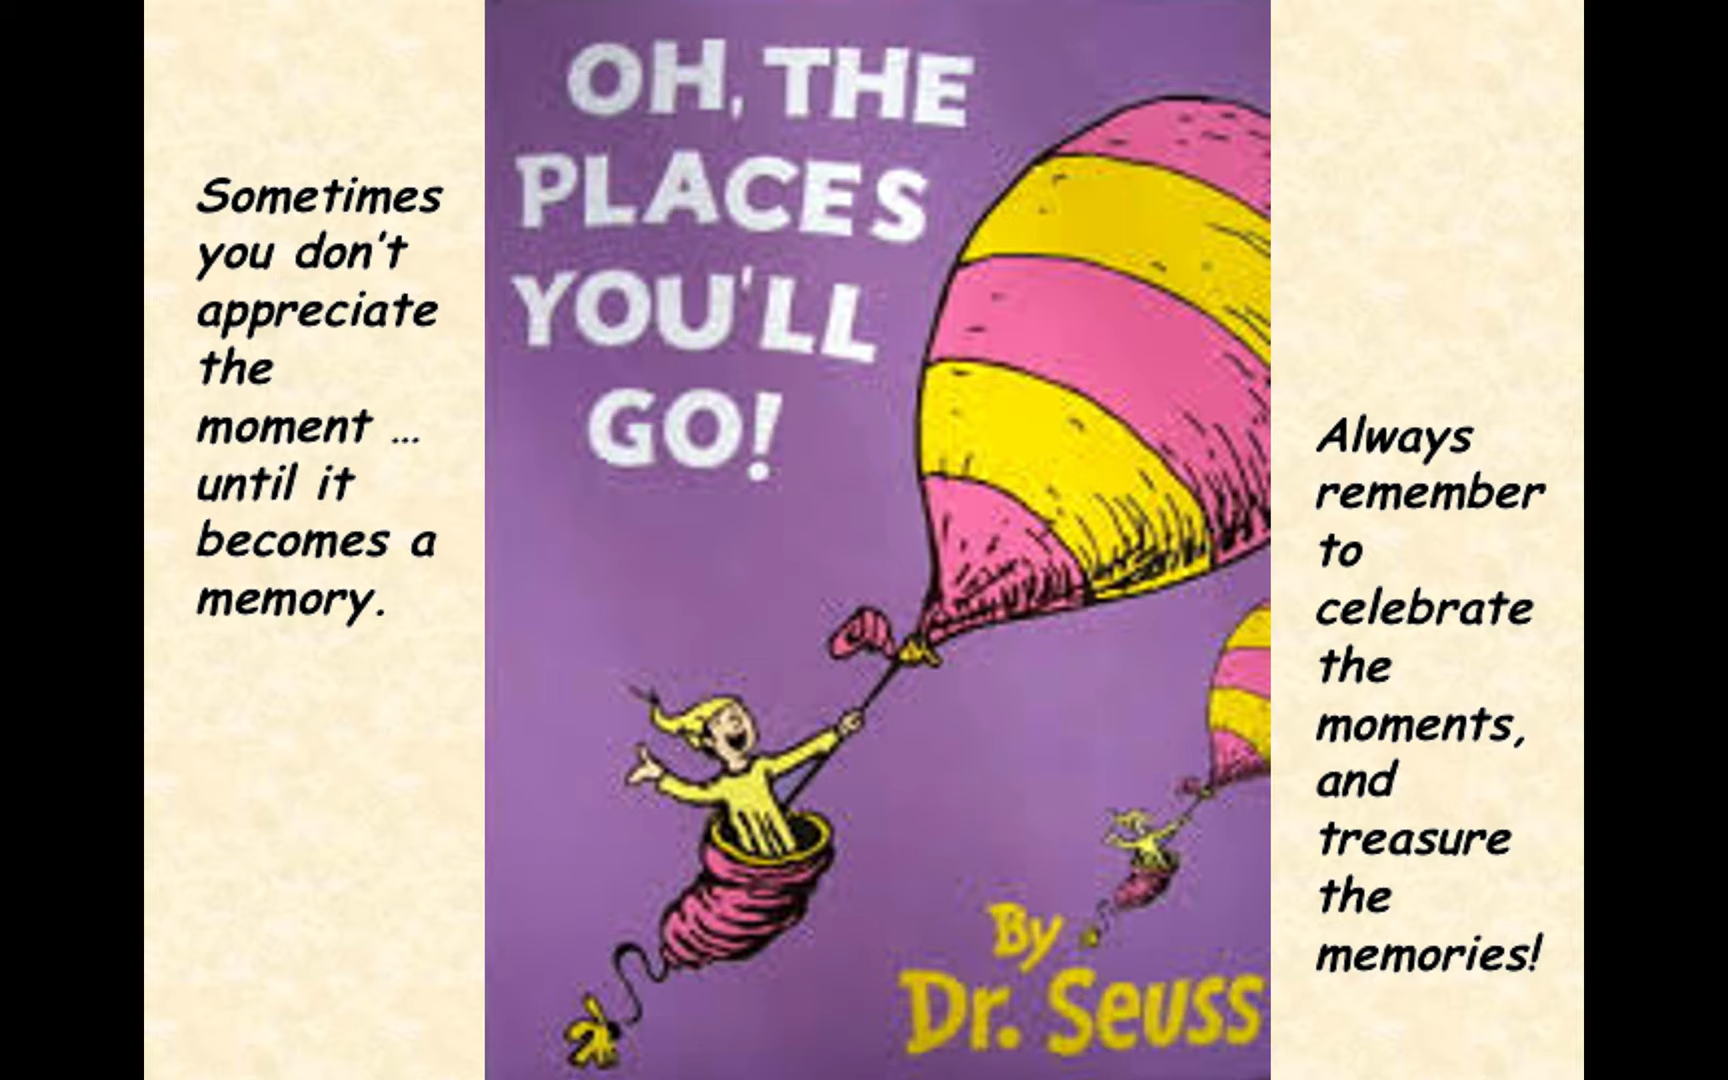 Sometimes
you don't
appreciate
the
moment ...
until it
becomes a
memory.
OH, THE
PLACES
YOU'LL
GO!
By
Dr. Seuss
Always
remember
to
celebrate
the
moments,
and
treasure
the
memories!